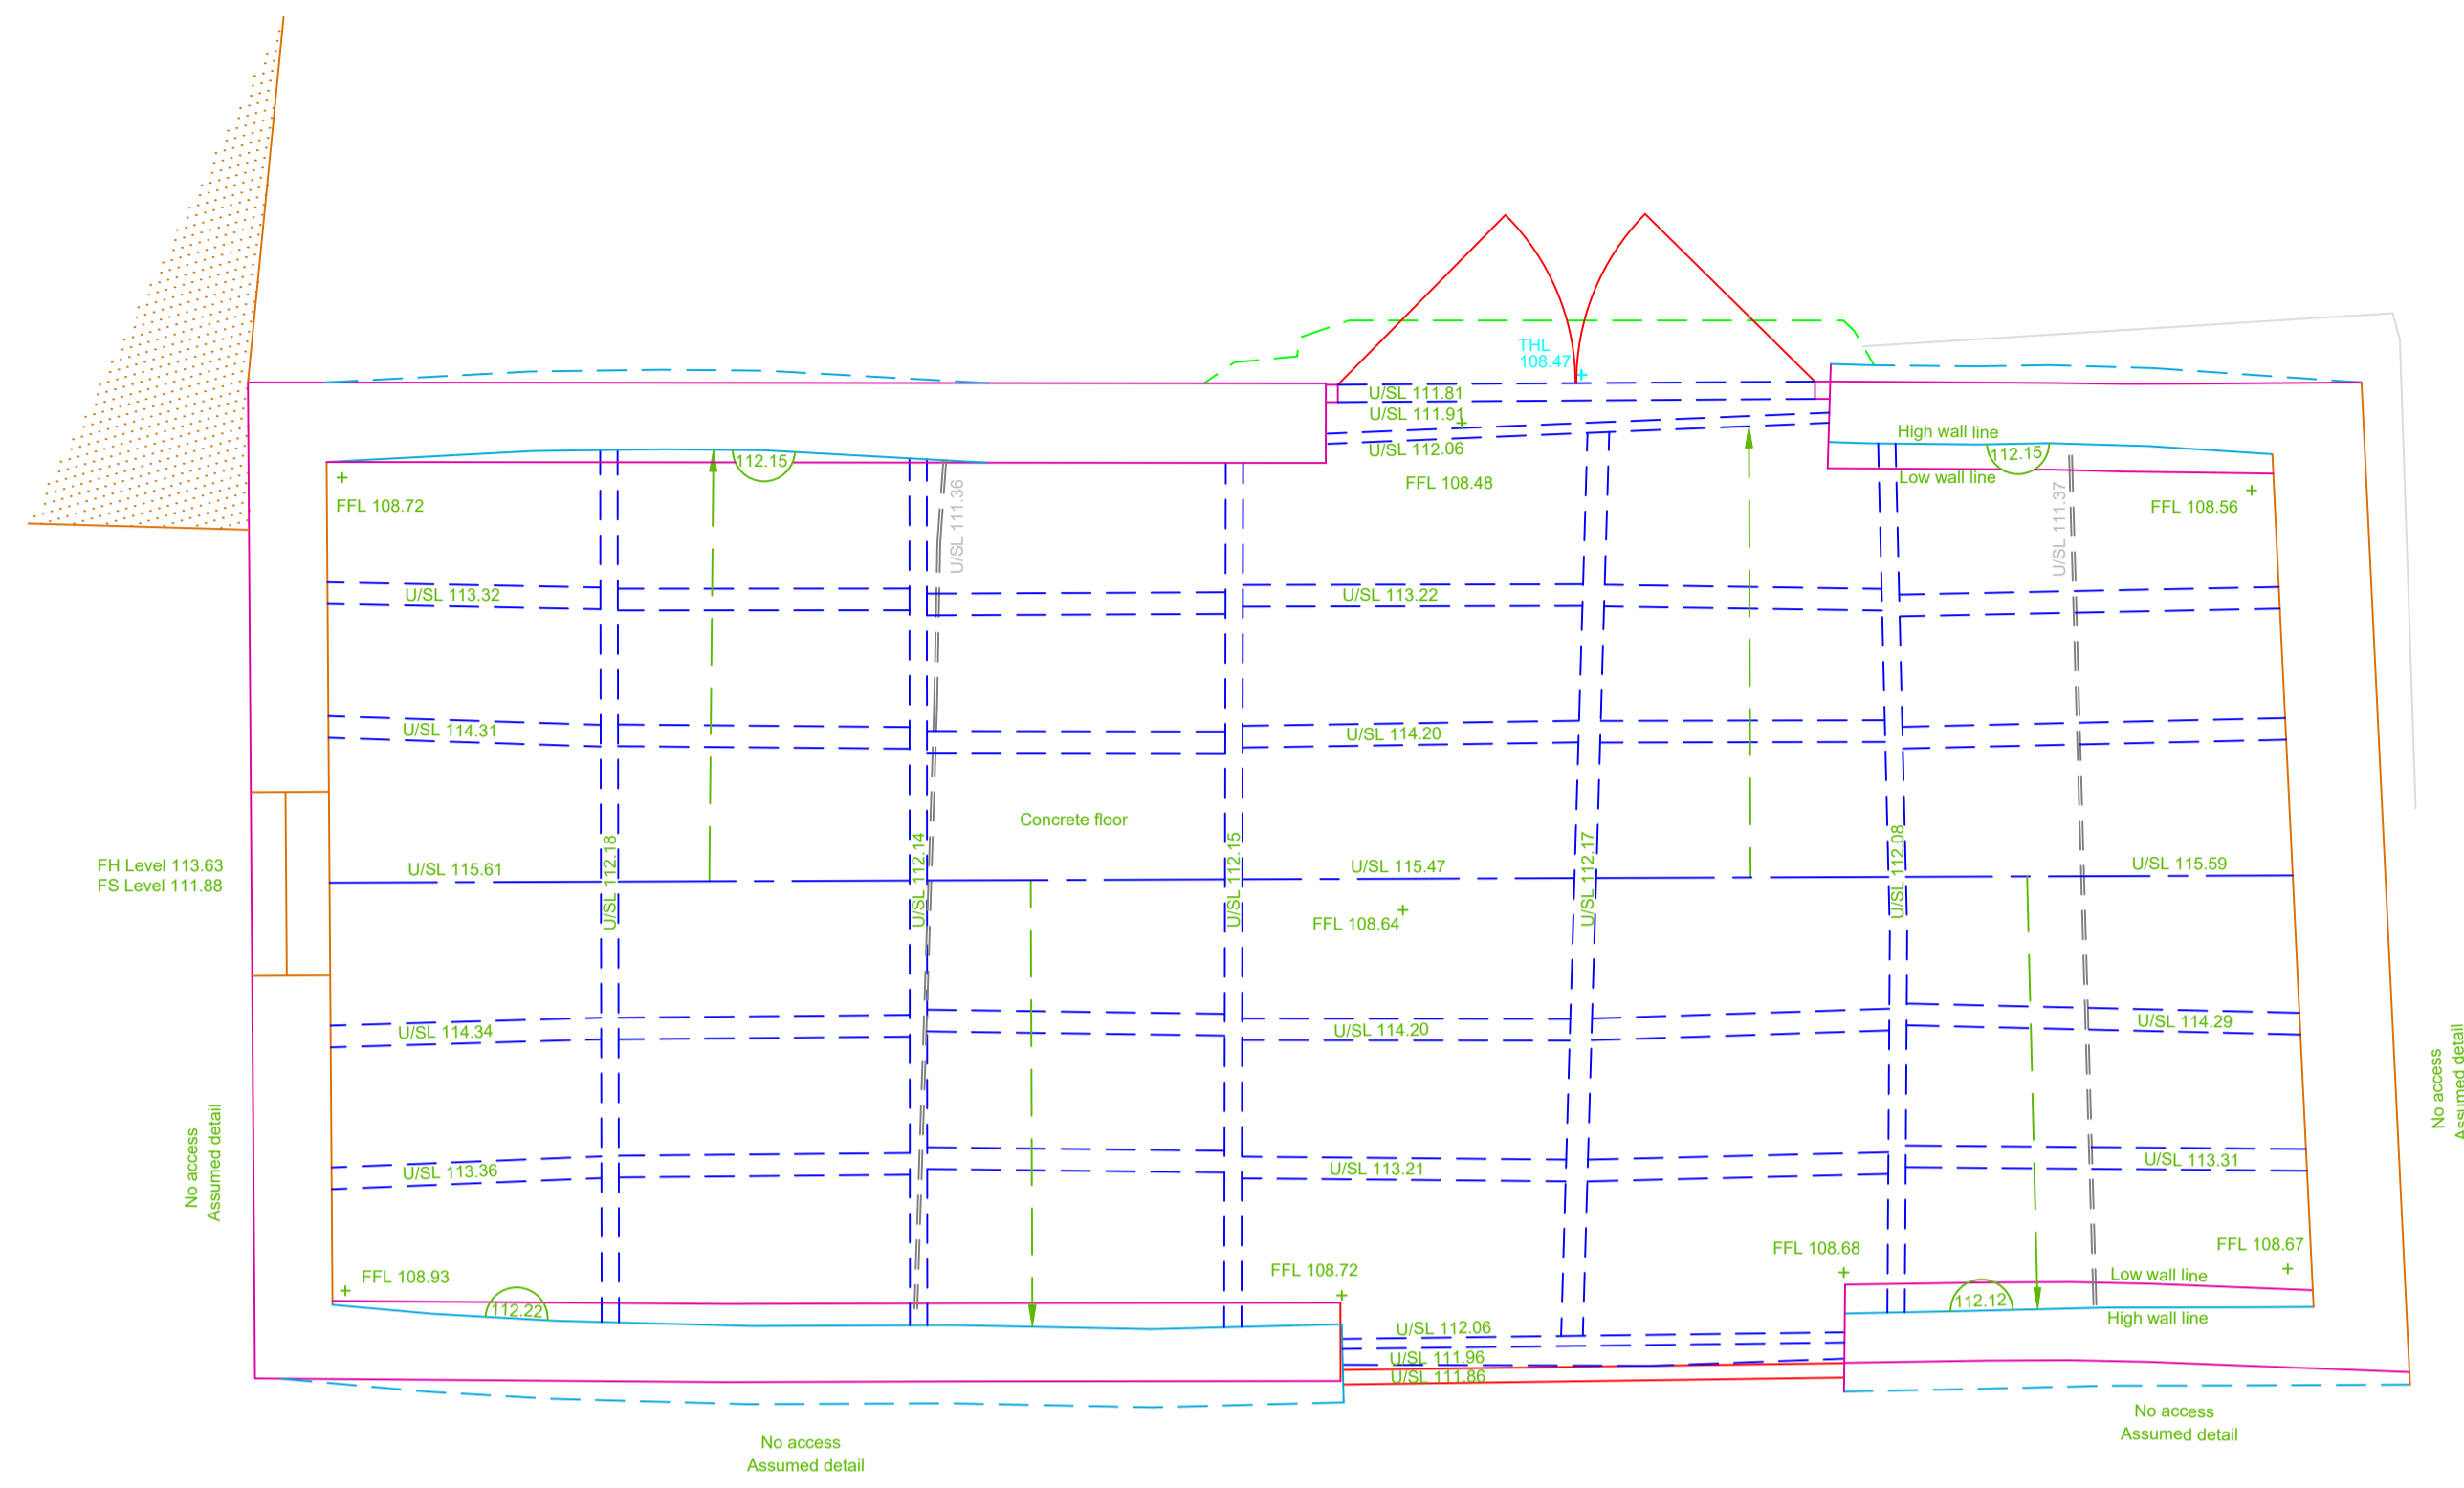 THL
108.47
U/SL 111.81
U/SL 111.91
U/SL 112.06
FFL 108.48
High wall line
112.15
Low wall line
112.15
FFL 108.72
U/SL 111.36
U/SL 111.37
FFL 108.56
U/SL 113.32
U/SL 113.22
U/SL 114.31
U/SL 114.20
Concrete floor
FH Level 113.63
FS Level 111.88
U/SL 115.61
U/SL 112.18
U/SL 112.14
U/SL 112.15
U/SL 115.47
U/SL 112.17
U/SL 112.08
U/SL 115.59
FFL 108.64
U/SL 114.34
U/SL 114.20
U/SL 114.29
No access
Assumed detail
No access
Assumed detail
U/SL 113.36
U/SL 113.21
U/SL 113.31
FFL 108.93
FFL 108.72
FFL 108.68
FFL 108.67
112.22
Low wall line
112.12
High wall line
U/SL 112.06
U/SL 111.96
U/SL 111.86
No access
Assumed detail
No access
Assumed detail